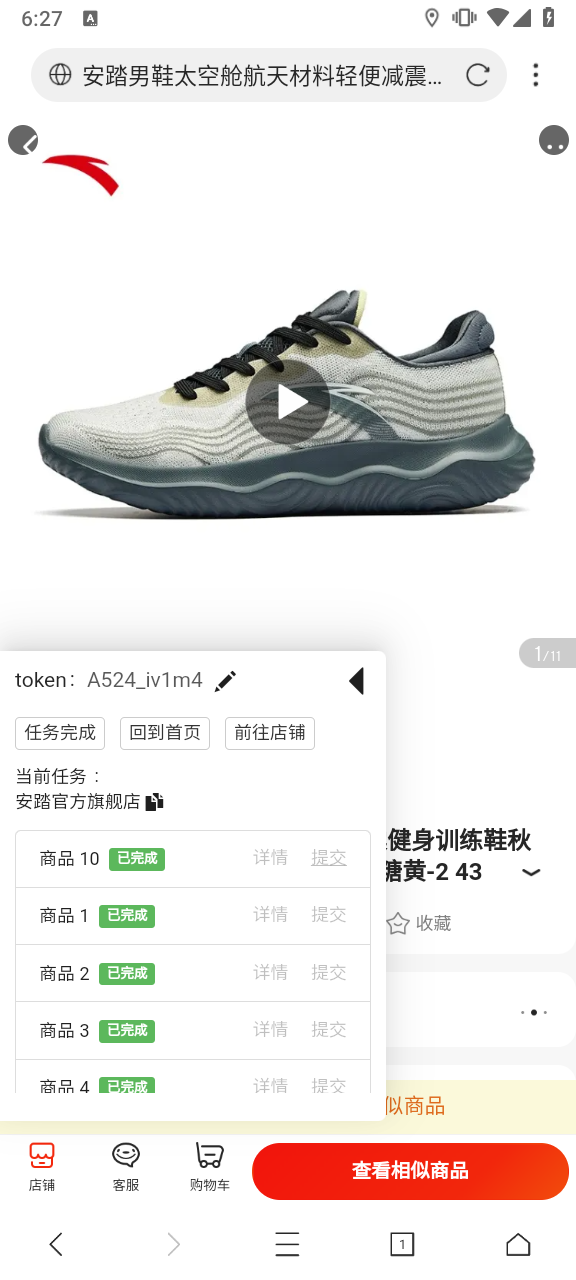 6:27
A
安踏男鞋太空舱航天材料轻便减震...
1/11
token： A524_iv1m4
任务完成 回到首页 前往店铺
当前任务：
安踏官方旗舰店
商品 10 已完成 详情 提交
商品 1 已完成 详情 提交
商品 2 已完成 详情 提交
商品 3 已完成 详情 提交
商品 4 已完成 详情 提交
健身训练鞋秋
糖黄-2 43
收藏
似商品
店铺 客服 购物车 查看相似商品
1